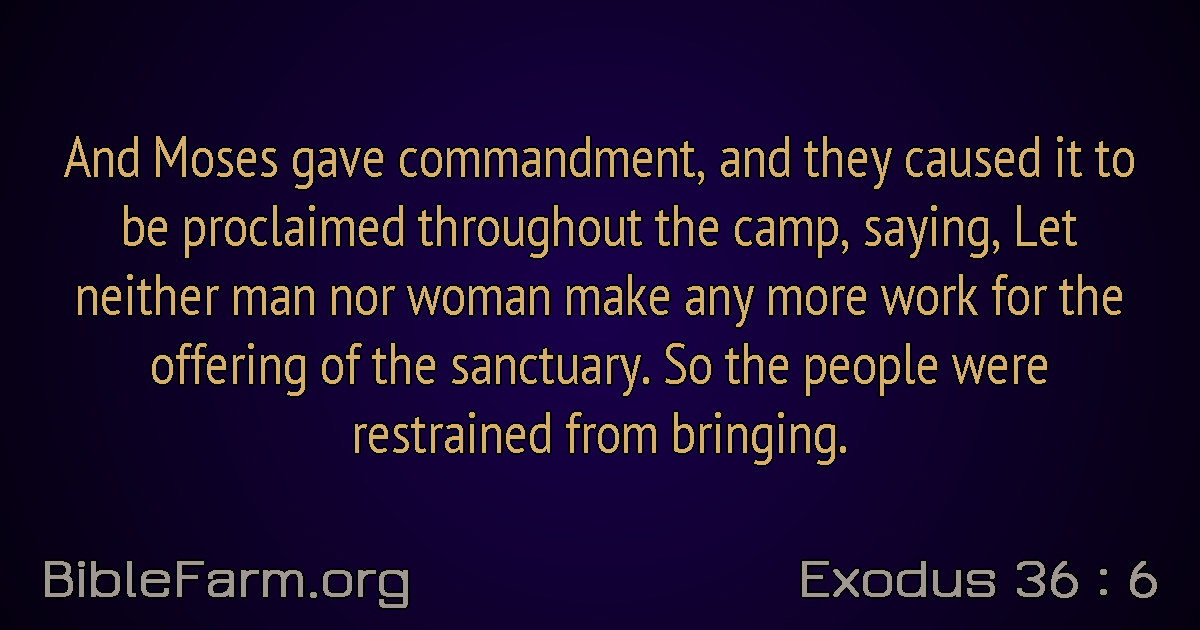 And Moses gave commandment, and they caused it to
be proclaimed throughout the camp, saying, Let
neither man nor woman make any more work for the
offering of the sanctuary. So the people were
restrained from bringing.
BibleFarm.org
Exodus 36 : 6